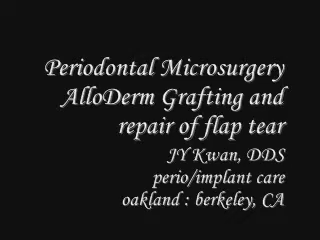 Periodontal Microsurgery
AlloDerm Grafting and
repair of flap tear
JY Kwan, DDS
perio/implant care
oakland : berkeley, CA